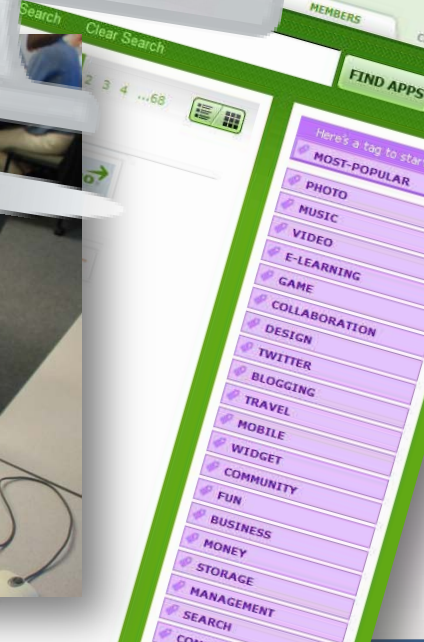 MEMBERS
Search Clear Search
FIND APPS
2 3 4 ...68
Here's a tag to star
MOST-POPULAR
PHOTO
MUSIC
VIDEO
E-LEARNING
GAME
COLLABORATION
DESIGN
TWITTER
BLOGGING
TRAVEL
MOBILE
WIDGET
COMMUNITY
FUN
BUSINESS
MONEY
STORAGE
MANAGEMENT
SEARCH